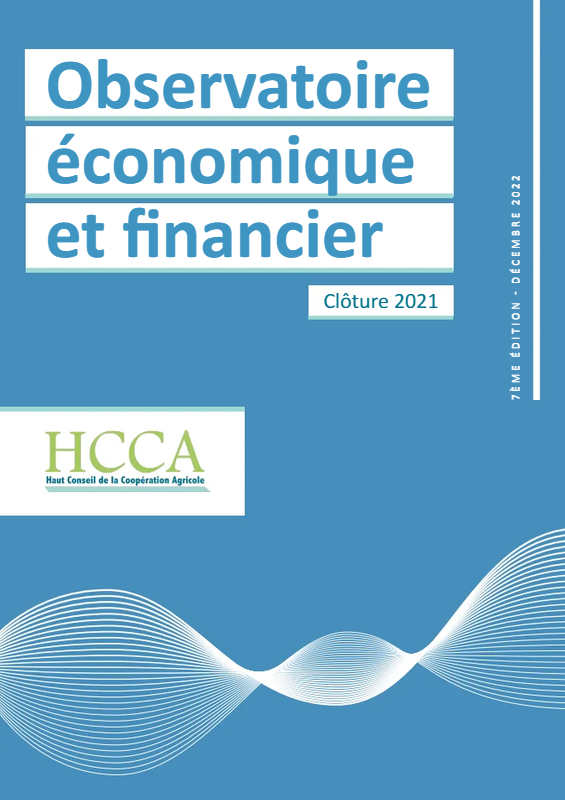 Observatoire
économique
et financier
Clôture 2021
7ÈME ÉDITION - DÉCEMBRE 2022
HCCA
Haut Conseil de la Coopération Agricole